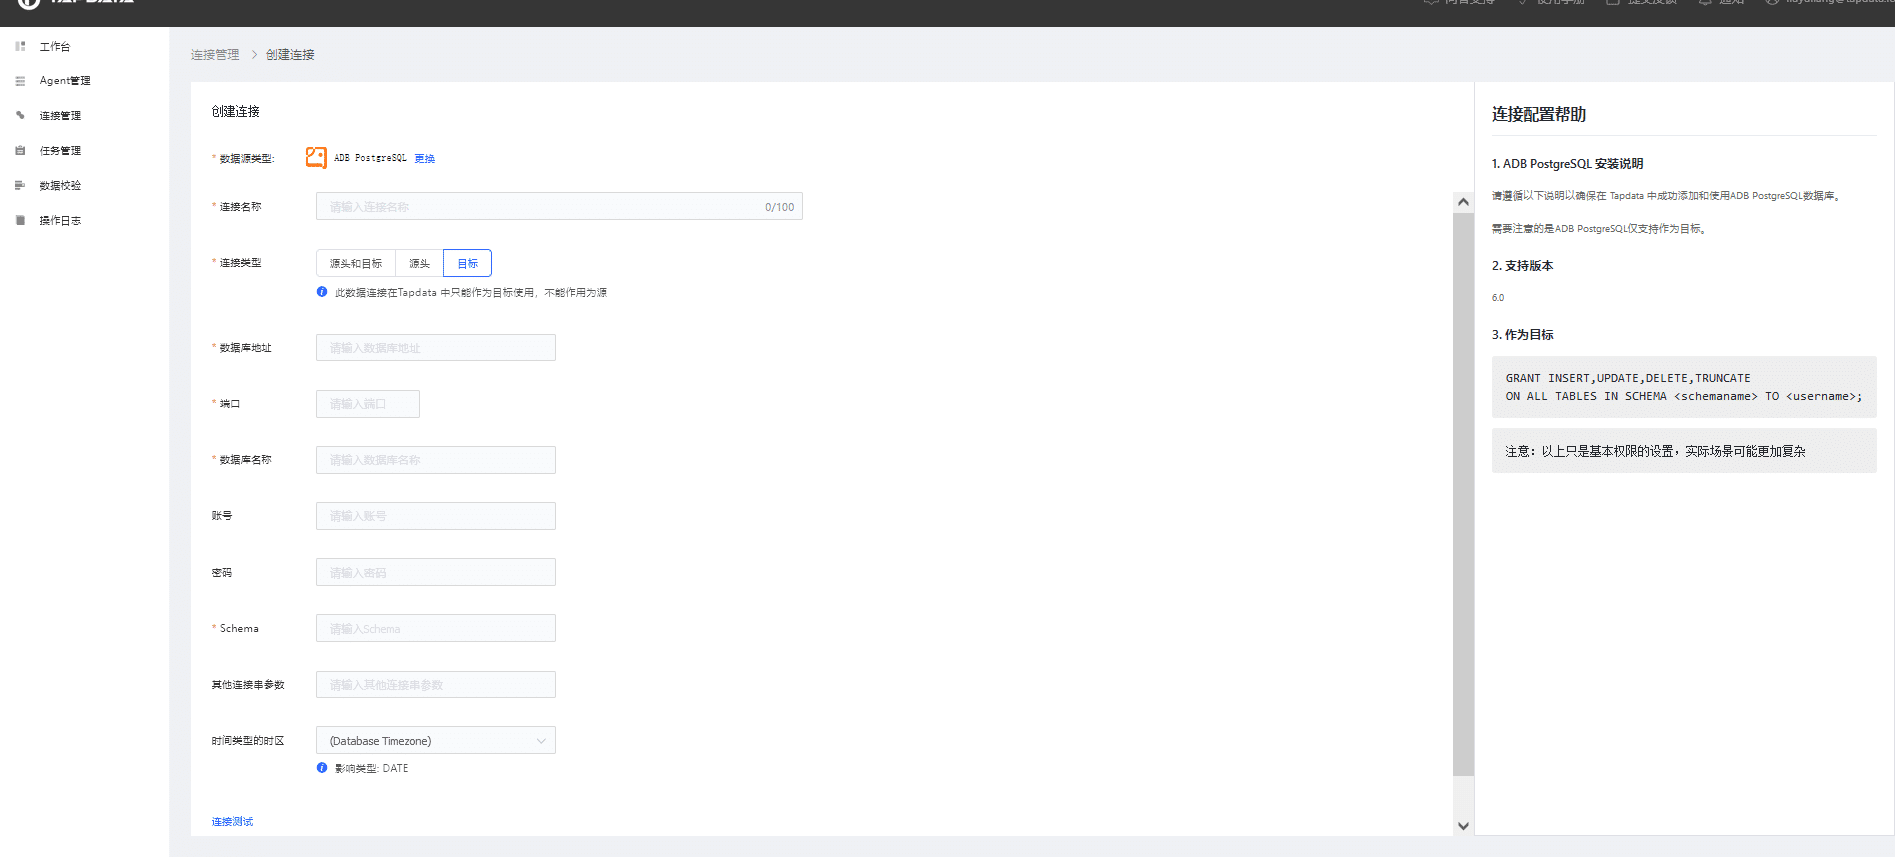 工作台
Agent管理
连接管理
任务管理
数据校验
操作日志
连接管理 > 创建连接
创建连接
* 数据源类型: ADB PostgreSQL 更换
* 连接名称 请输入连接名称 0/100
* 连接类型 源头和目标 源头 目标
此数据连接在Tapdata 中只能作为目标使用，不能作用为源
* 数据库地址 请输入数据库地址
* 端口 请输入端口
* 数据库名称 请输入数据库名称
账号 请输入账号
密码 请输入密码
* Schema 请输入Schema
其他连接串参数 请输入其他连接串参数
时间类型的时区 (Database Timezone)
影响类型: DATE
连接测试
连接配置帮助
1. ADB PostgreSQL 安装说明
请遵循以下说明以确保在 Tapdata 中成功添加和使用ADB PostgreSQL数据库。
需要注意的是ADB PostgreSQL仅支持作为目标。
2. 支持版本
6.0
3. 作为目标
GRANT INSERT,UPDATE,DELETE,TRUNCATE
ON ALL TABLES IN SCHEMA <schemaname> TO <username>;
注意：以上只是基本权限的设置，实际场景可能更加复杂